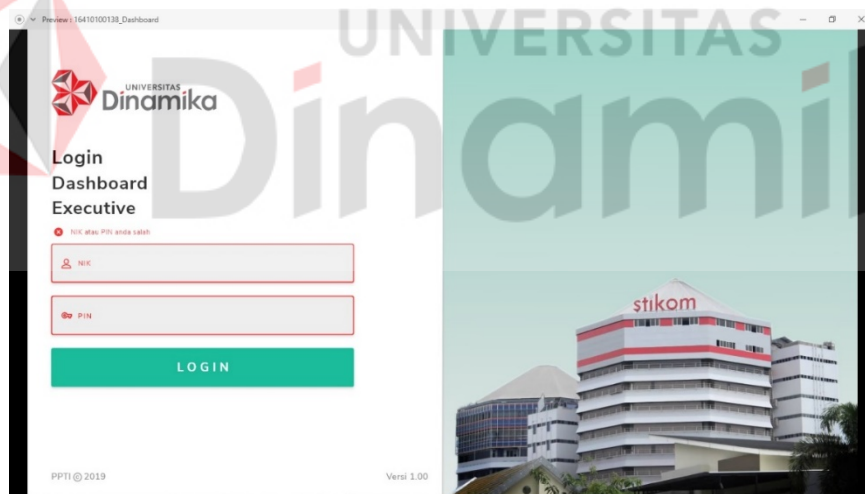 Preview : 16410100138_Dashboard
UNIVERSITAS
Dinamika
UNIVERSITAS
Dinami
Login
Dashboard
Executive
NIK atau PIN anda salah
NIK
PIN
LOGIN
stikom
PPTI © 2019
Versi 1.00